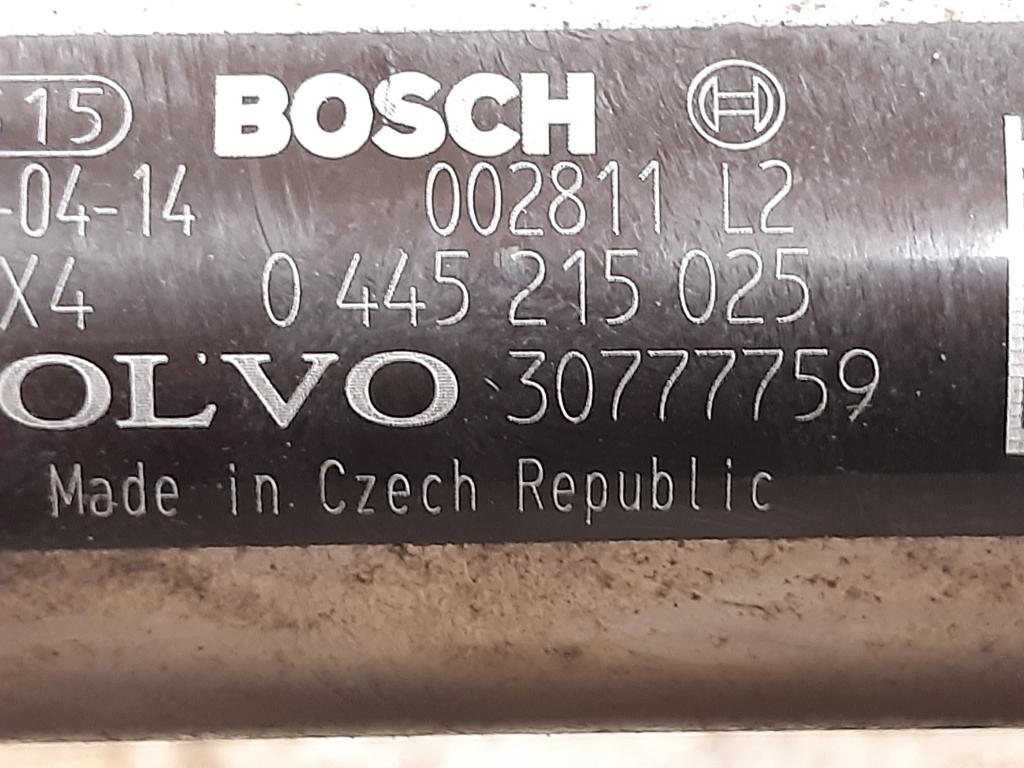 15 BOSCH
-04-14 002811 L2
X4 0 445 215 025
OLVO 30777759
Made in Czech Republic